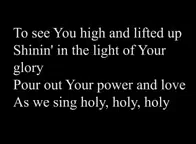 To see You high and lifted up
Shinin' in the light of Your
glory
Pour out Your power and love
As we sing holy, holy, holy